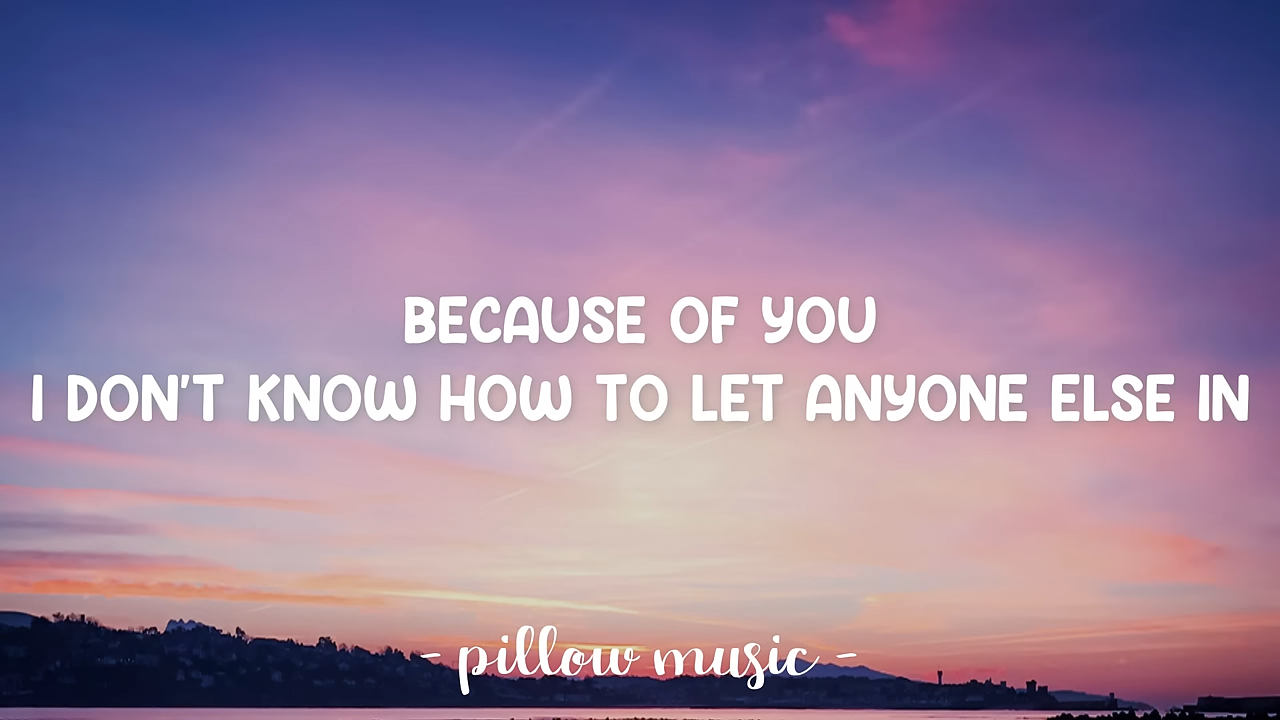 BECAUSE OF YOU
I DON'T KNOW HOW TO LET ANYONE ELSE IN
- pillow music -